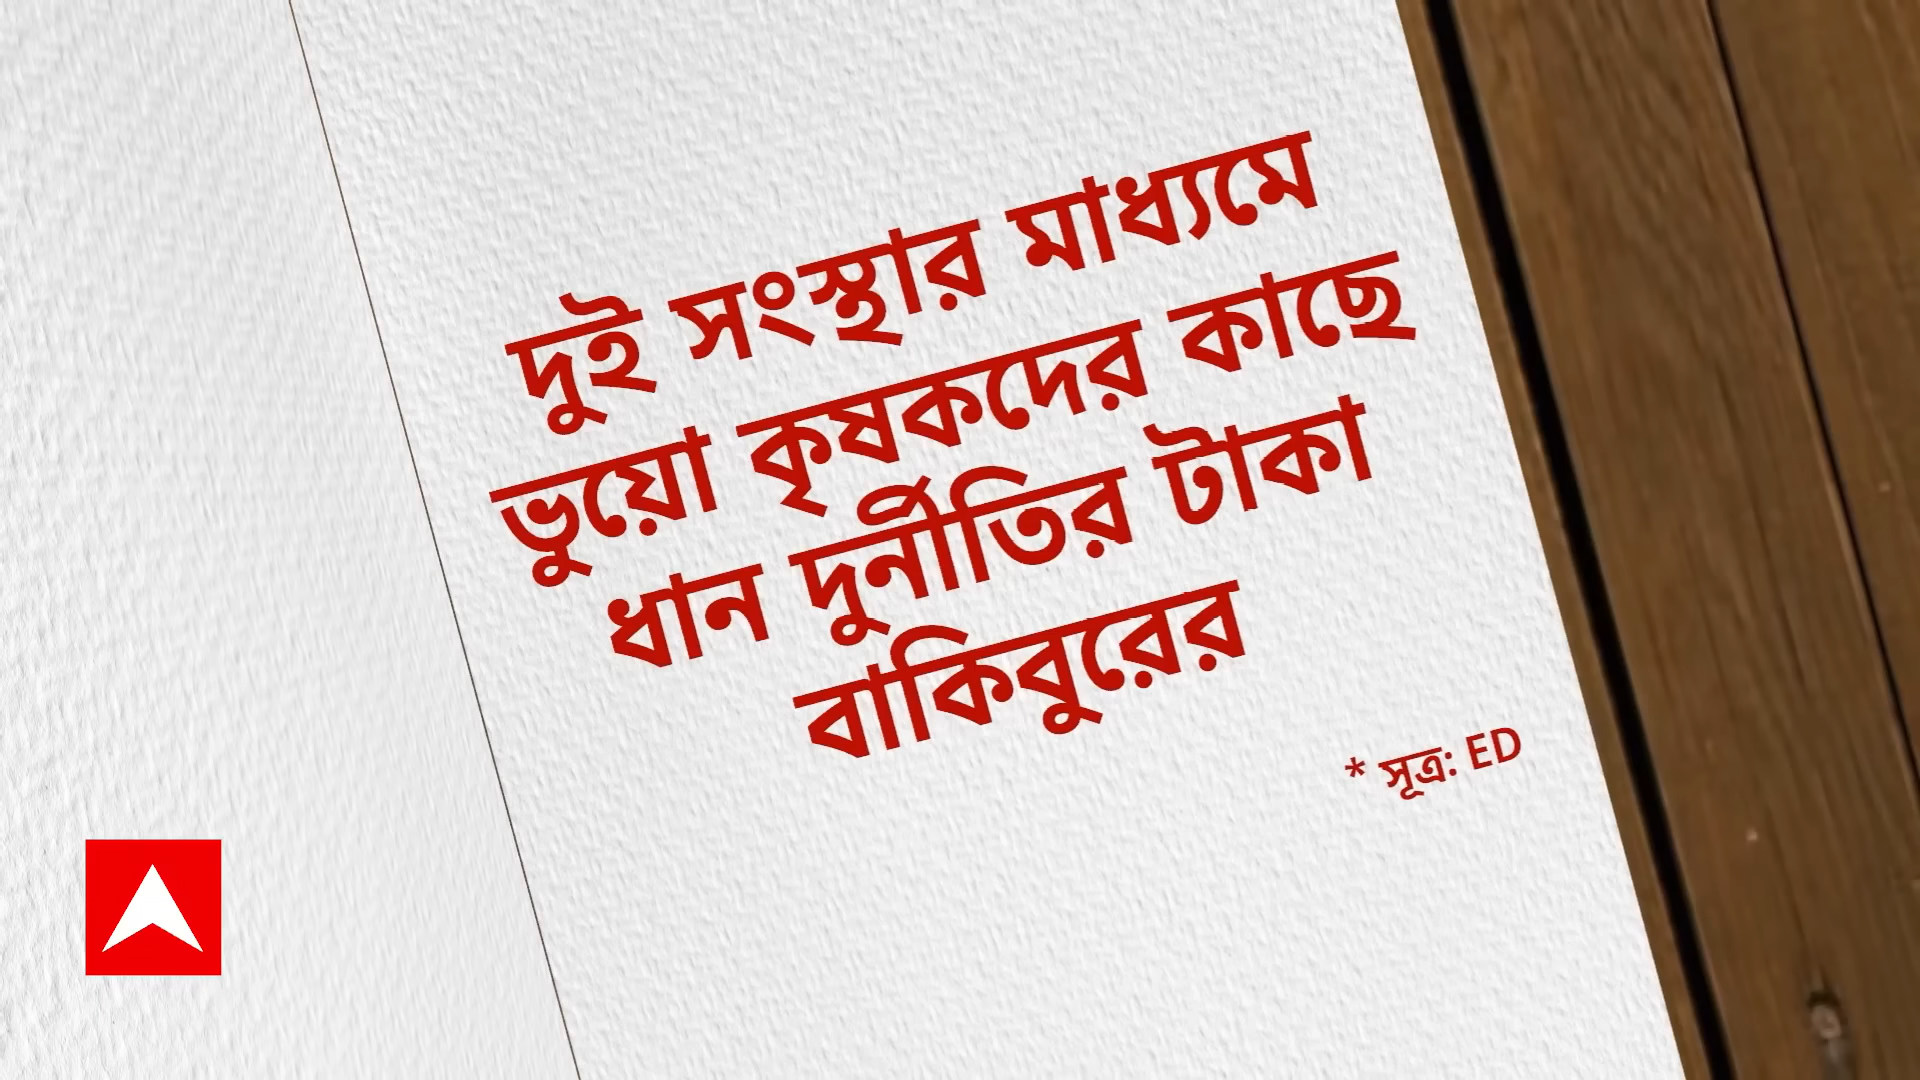 দুই সংস্থার মাধ্যমে
ভুয়ো কৃষকদের কাছে
ধান দুর্নীতির টাকা
বাকিবুরের
* সূত্র: ED